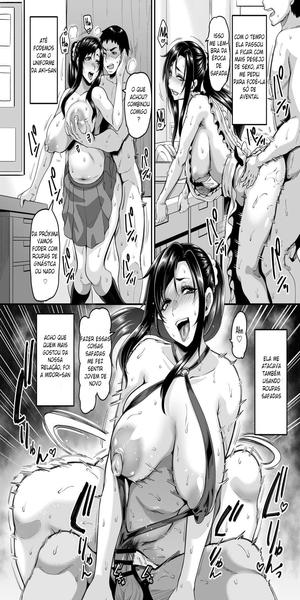 COM O TEMPO
ELA PASSOU
A FICAR COM
MAIS DESEJO
DE SEXO, ATÉ
ME PEDIU
PARA FODÊ-LA
SÓ DE
AVENTAL
ISSO ME
LEMBRA DA
ÉPOCA DE
SAFADA
ATÉ
FODEMOS COM
O UNIFORME
DA AKI-SAN
O QUE
ACHOU?
COMBINOU
COMIGO
DA PRÓXIMA
VAMOS
FODER COM
ROUPAS DE
GINÁSTICA
OU NADO ♡
ELA ME
ATACAVA
TAMBÉM
USANDO
ROUPAS
SAFADAS
FAZER ESSAS
COISAS
SAFADAS ME
FEZ SENTIR
JOVEM DE
NOVO
ACHO QUE
QUEM MAIS
GOSTOU DA
NOSSA
RELAÇÃO, FOI
A MIDORI-SAN